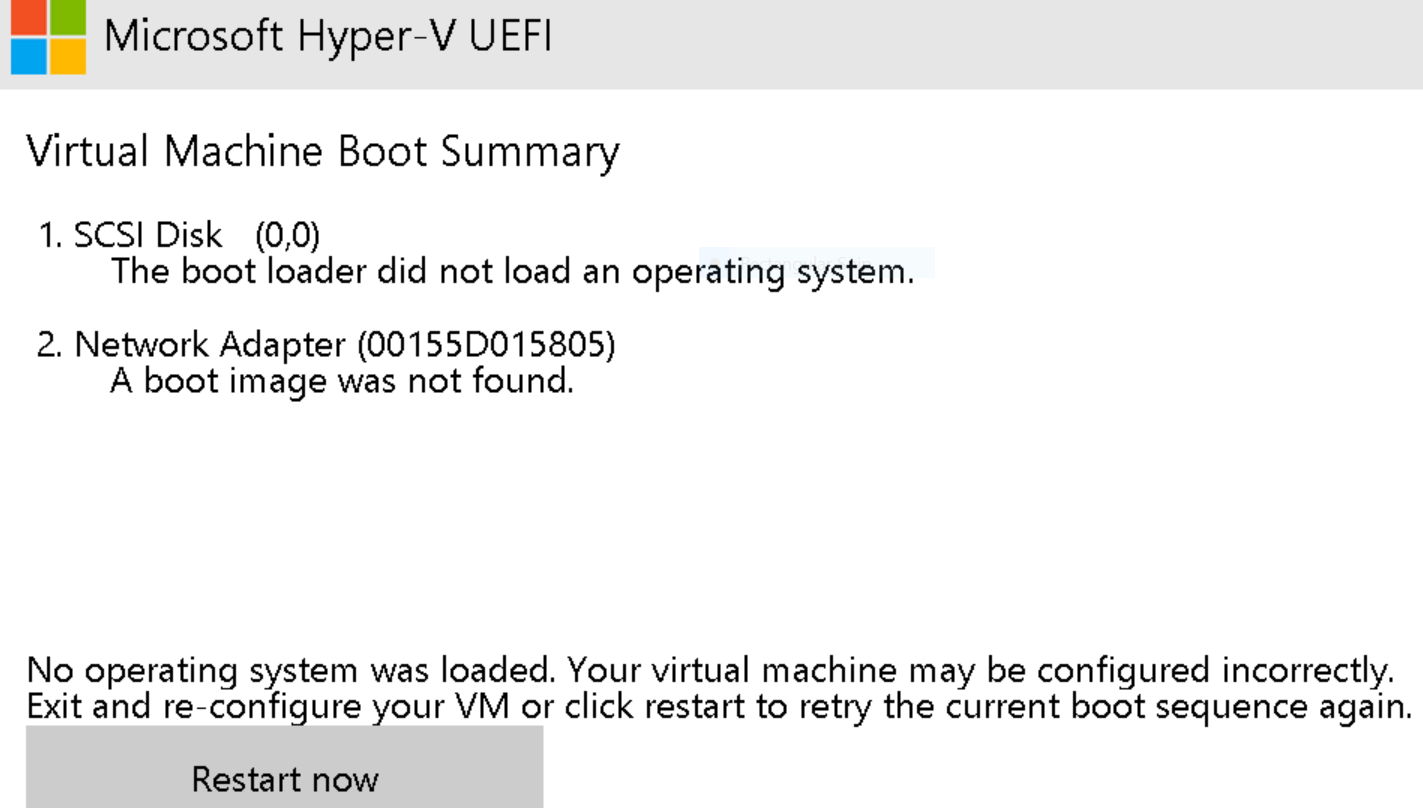 Microsoft Hyper-V UEFI
Virtual Machine Boot Summary
1. SCSI Disk (0,0)
The boot loader did not load an operating system.
2. Network Adapter (00155D015805)
A boot image was not found.
No operating system was loaded. Your virtual machine may be configured incorrectly.
Exit and re-configure your VM or click restart to retry the current boot sequence again.
Restart now